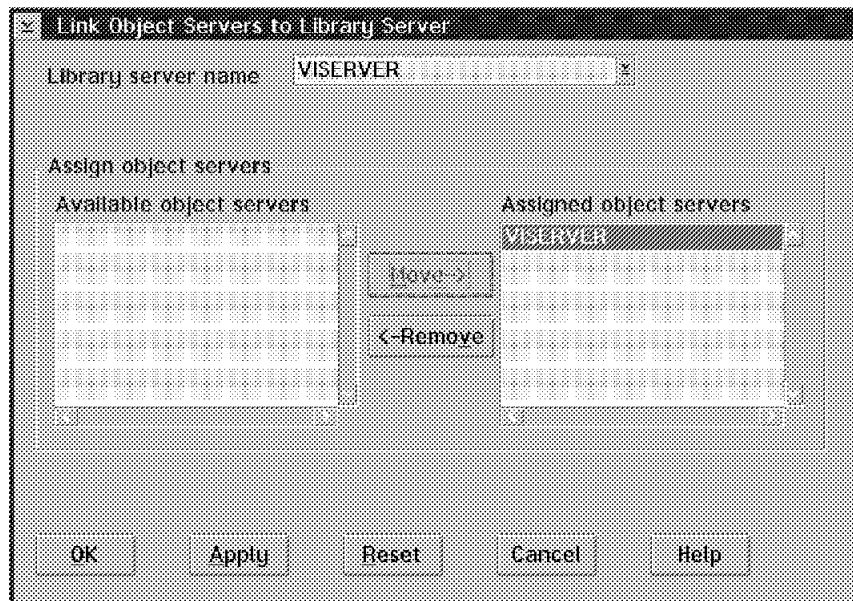 Link Object Servers to Library Server
Library server name VISERVER
Assign object servers
Available object servers Assigned object servers
VISERVER
Move->
<-Remove
OK Apply Reset Cancel Help